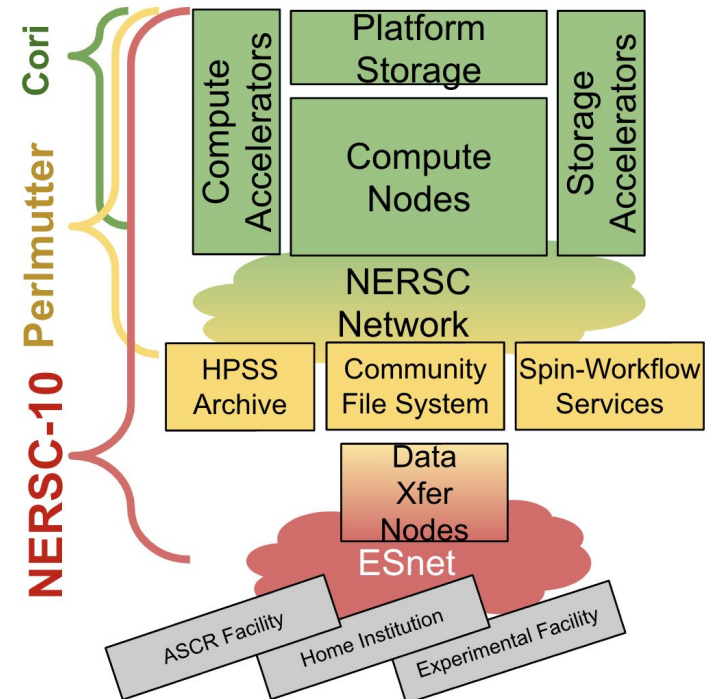 Cori
Perlmutter
NERSC-10
Compute
Accelerators
Platform
Storage
Compute
Nodes
Storage
Accelerators
NERSC
Network
HPSS
Archive
Community
File System
Spin-Workflow
Services
Data
Xfer
Nodes
ESnet
ASCR Facility
Home Institution
Experimental Facility